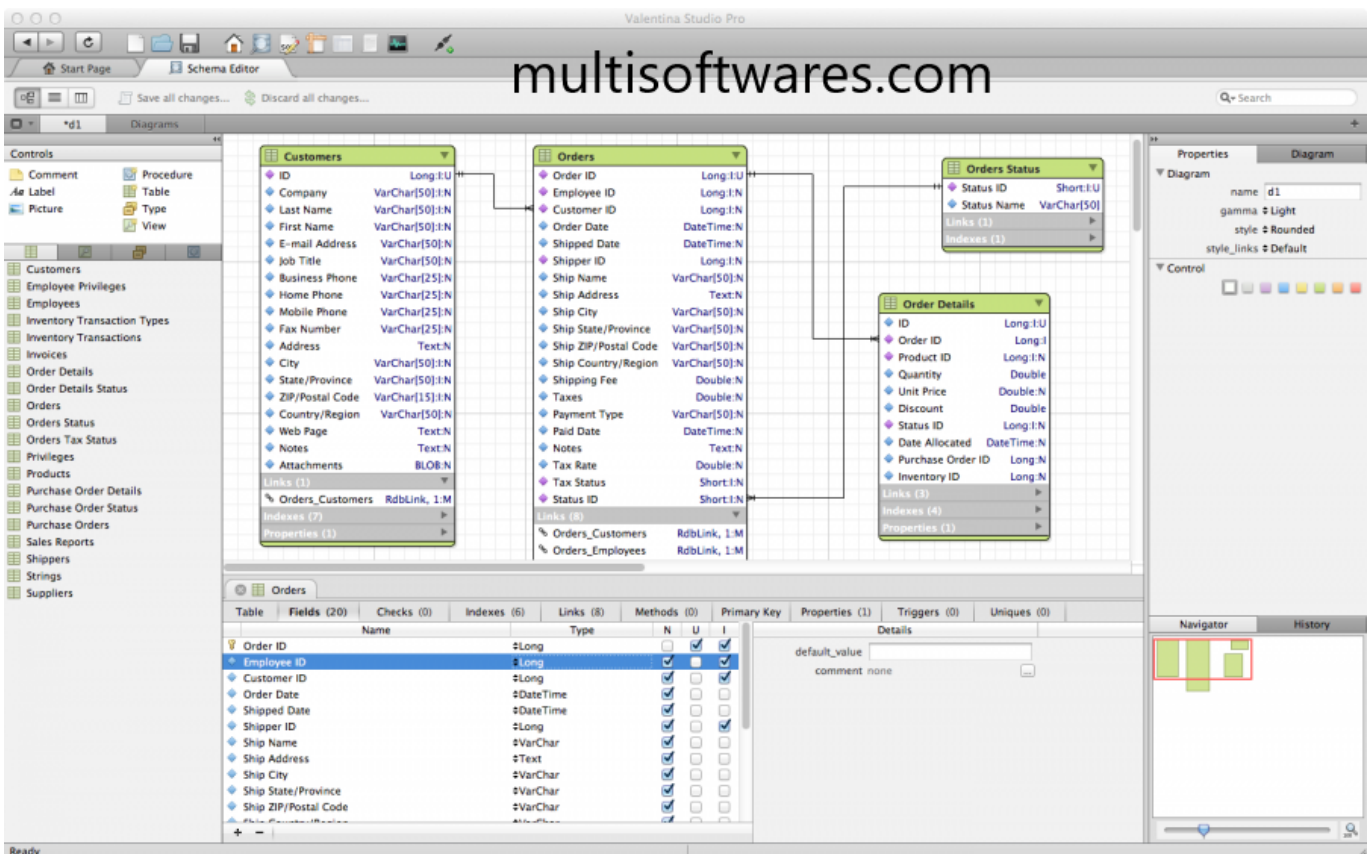 Valentina Studio Pro
Start Page
Schema Editor
multisoftwares.com
Save all changes...
Discard all changes...
Search
*d1
Diagrams
Controls
Comment
Procedure
Label
Table
Picture
Type
View
Customers
Employee Privileges
Employees
Inventory Transaction Types
Inventory Transactions
Invoices
Order Details
Order Details Status
Orders
Orders Status
Orders Tax Status
Privileges
Products
Purchase Order Details
Purchase Order Status
Purchase Orders
Sales Reports
Shippers
Strings
Suppliers
Customers
ID Long:I:U
Company VarChar[50]:I:N
Last Name VarChar[50]:I:N
First Name VarChar[50]:I:N
E-mail Address VarChar[50]:N
Job Title VarChar[50]:N
Business Phone VarChar[25]:N
Home Phone VarChar[25]:N
Mobile Phone VarChar[25]:N
Fax Number VarChar[25]:N
Address Text:N
City VarChar[50]:I:N
State/Province VarChar[50]:I:N
ZIP/Postal Code VarChar[15]:I:N
Country/Region VarChar[50]:N
Web Page Text:N
Notes Text:N
Attachments BLOB:N
Links (1)
Orders_Customers RdbLink, 1:M
Indexes (7)
Properties (1)
Orders
Order ID Long:I:U
Employee ID Long:I:N
Customer ID Long:I:N
Order Date DateTime:N
Shipped Date DateTime:N
Shipper ID Long:I:N
Ship Name VarChar[50]:N
Ship Address Text:N
Ship City VarChar[50]:N
Ship State/Province VarChar[50]:N
Ship ZIP/Postal Code VarChar[50]:N
Ship Country/Region VarChar[50]:N
Shipping Fee Double:N
Taxes Double:N
Payment Type VarChar[50]:N
Paid Date DateTime:N
Notes Text:N
Tax Rate Double:N
Tax Status Short:I:N
Status ID Short:I:N
Links (8)
Orders_Customers RdbLink, 1:M
Orders_Employees RdbLink, 1:M
Orders Status
Status ID Short:I:U
Status Name VarChar[50]
Links (1)
Indexes (1)
Order Details
ID Long:I:U
Order ID Long:I
Product ID Long:I:N
Quantity Double
Unit Price Double:N
Discount Double
Status ID Long:I:N
Date Allocated DateTime:N
Purchase Order ID Long:N
Inventory ID Long:N
Links (3)
Indexes (4)
Properties (1)
Properties
Diagram
Diagram
name d1
gamma Light
style Rounded
style_links Default
Control
Orders
Table Fields (20) Checks (0) Indexes (6) Links (8) Methods (0) Primary Key Properties (1) Triggers (0) Uniques (0)
Name Type N U I Details
Order ID Long
Employee ID Long
Customer ID Long
Order Date DateTime
Shipped Date DateTime
Shipper ID Long
Ship Name VarChar
Ship Address Text
Ship City VarChar
Ship State/Province VarChar
Ship ZIP/Postal Code VarChar
default_value
comment none
Navigator
History
Ready